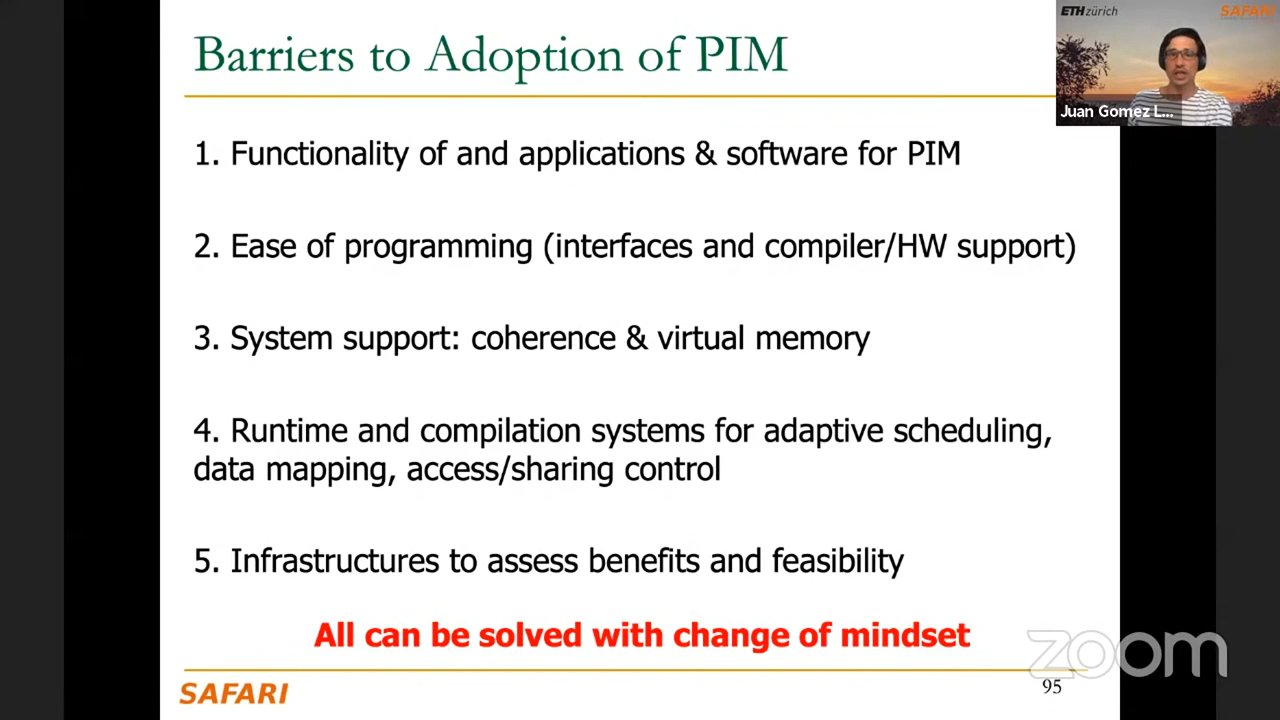 Barriers to Adoption of PIM
ETH zürich
SAFARI
Juan Gomez L...
1. Functionality of and applications & software for PIM
2. Ease of programming (interfaces and compiler/HW support)
3. System support: coherence & virtual memory
4. Runtime and compilation systems for adaptive scheduling,
data mapping, access/sharing control
5. Infrastructures to assess benefits and feasibility
All can be solved with change of mindset
zoom
SAFARI
95